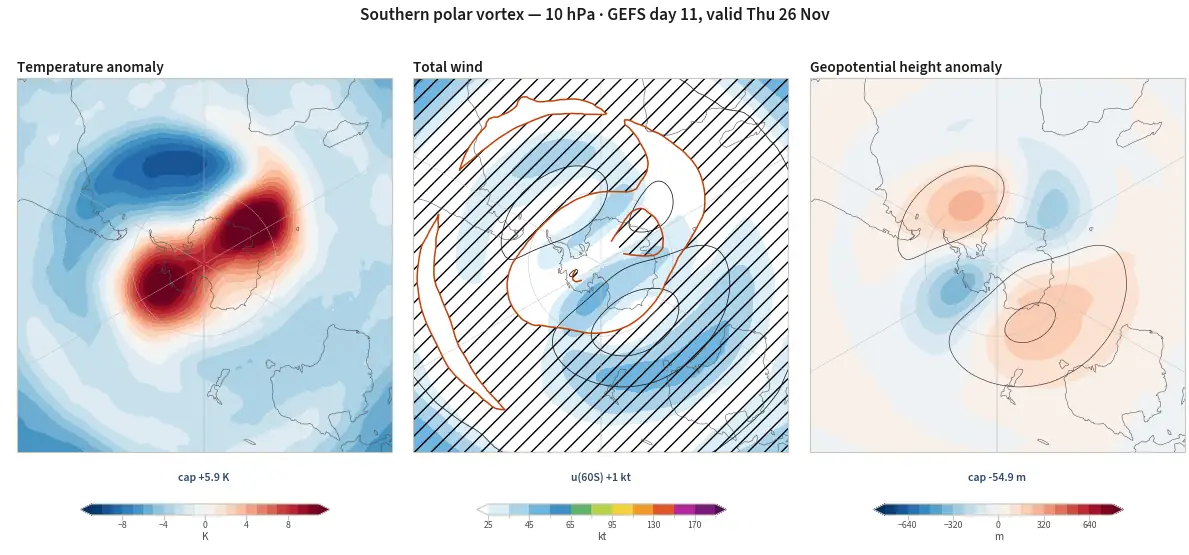 Southern polar vortex — 10 hPa · GEFS day 11, valid Thu 26 Nov
Temperature anomaly
Total wind
Geopotential height anomaly
cap +5.9 K
u(60S) +1 kt
cap -54.9 m
−8 −4 0 4 8
K
25 45 65 95 130 170
kt
−640 −320 0 320 640
m